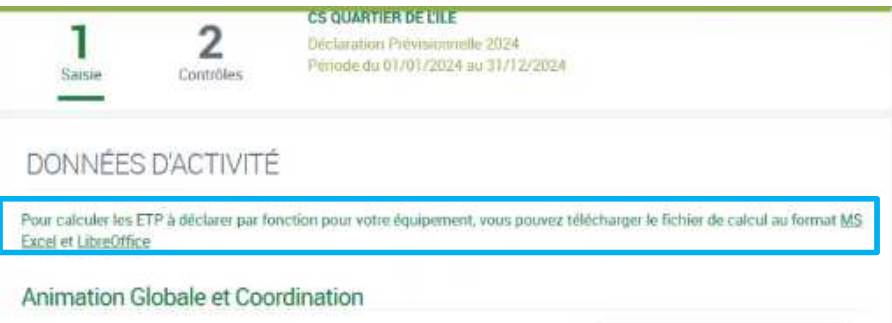 1
Saisie
2
Contrôles
CS QUARTIER DE L'ILE
Déclaration Prévisionnelle 2024
Période du 01/01/2024 au 31/12/2024
DONNÉES D'ACTIVITÉ
Pour calculer les ETP à déclarer par fonction pour votre équipement, vous pouvez télécharger le fichier de calcul au format MS
Excel et LibreOffice
Animation Globale et Coordination